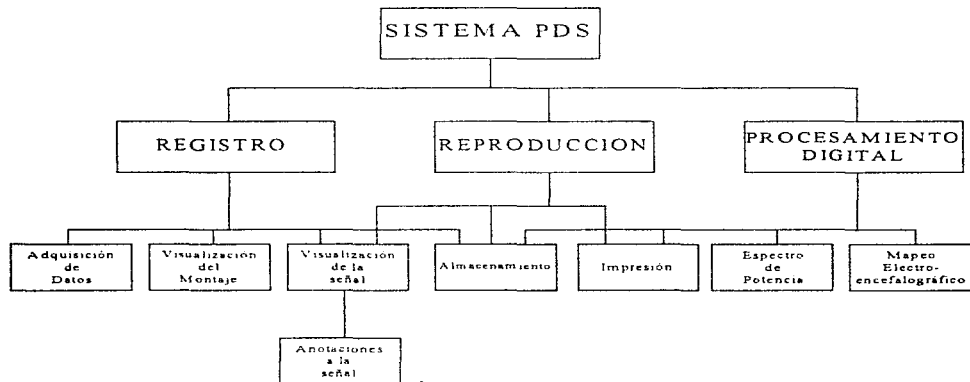 SISTEMA PDS
REGISTRO
REPRODUCCION
PROCESAMIENTO
DIGITAL
Adquisición
de
Datos
Visualización
del
Montaje
Visualización
de la
señal
Almacenamiento
Impresión
Espectro
de
Potencia
Mapeo
Electro-
encefalográfico
Anotaciones
a la
señal